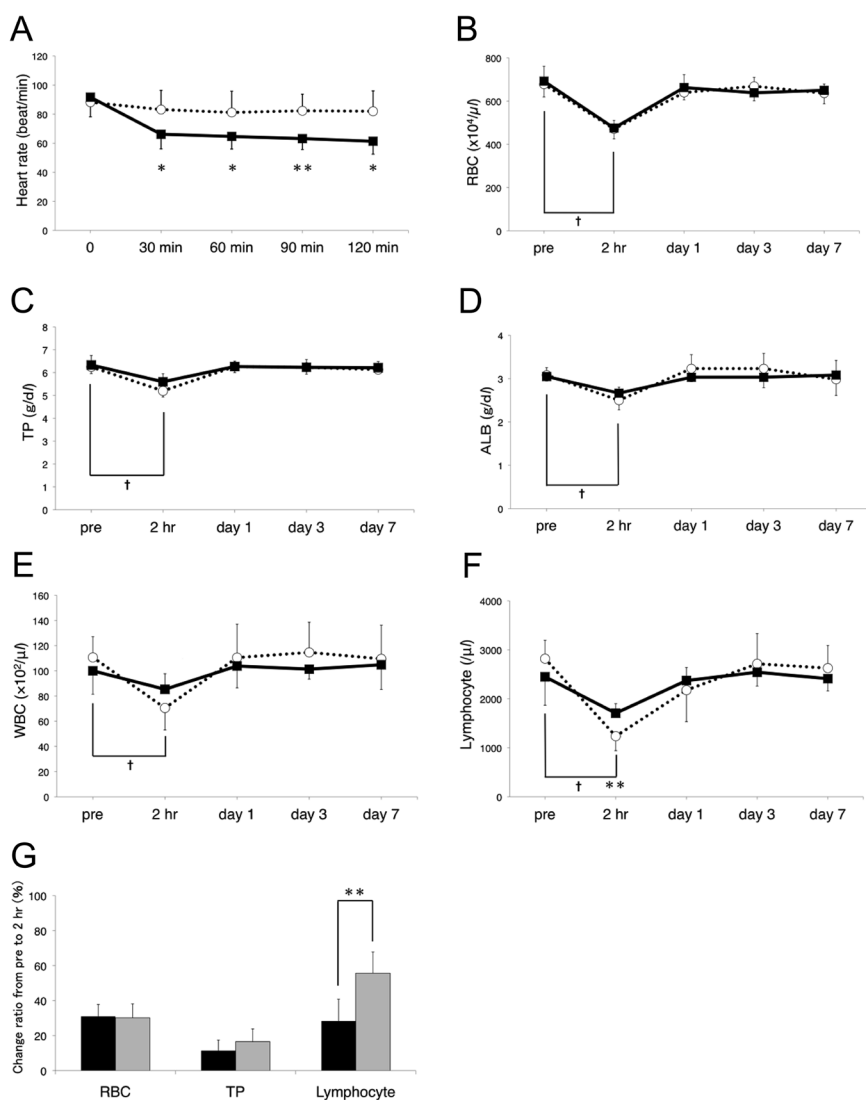 A
Heart rate (beat/min)
120
100
80
60
40
20
0
* * ** *
0 30 min 60 min 90 min 120 min
B
RBC (x10⁴/μl)
800
600
400
200
0
†
pre 2 hr day 1 day 3 day 7
C
TP (g/dl)
8
7
6
5
4
3
2
1
0
†
pre 2 hr day 1 day 3 day 7
D
ALB (g/dl)
4
3
2
1
0
†
pre 2 hr day 1 day 3 day 7
E
WBC (x10²/μl)
160
140
120
100
80
60
40
20
0
†
pre 2 hr day 1 day 3 day 7
F
Lymphocyte (/μl)
4000
3000
2000
1000
0
† **
pre 2 hr day 1 day 3 day 7
G
Change ratio from pre to 2 hr (%)
100
80
60
40
20
0
**
RBC TP Lymphocyte